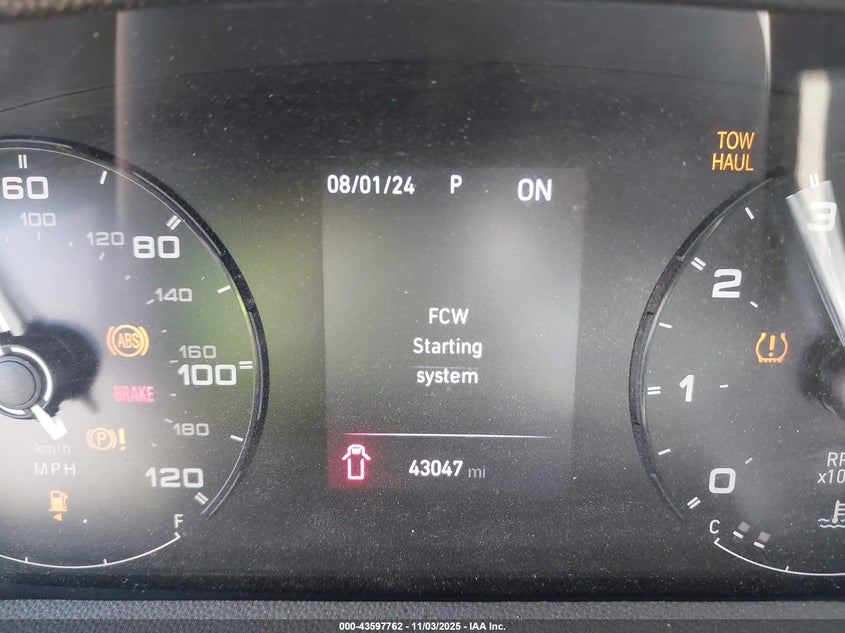 60
100
120
80
140
160
100
180
120
ABS
BRAKE
P !
km/h
MPH
F
08/01/24 P ON
FCW
Starting
system
43047 mi
TOW
HAUL
3
2
1
0
!
C
000-43597762 - 11/03/2025 - IAA Inc.